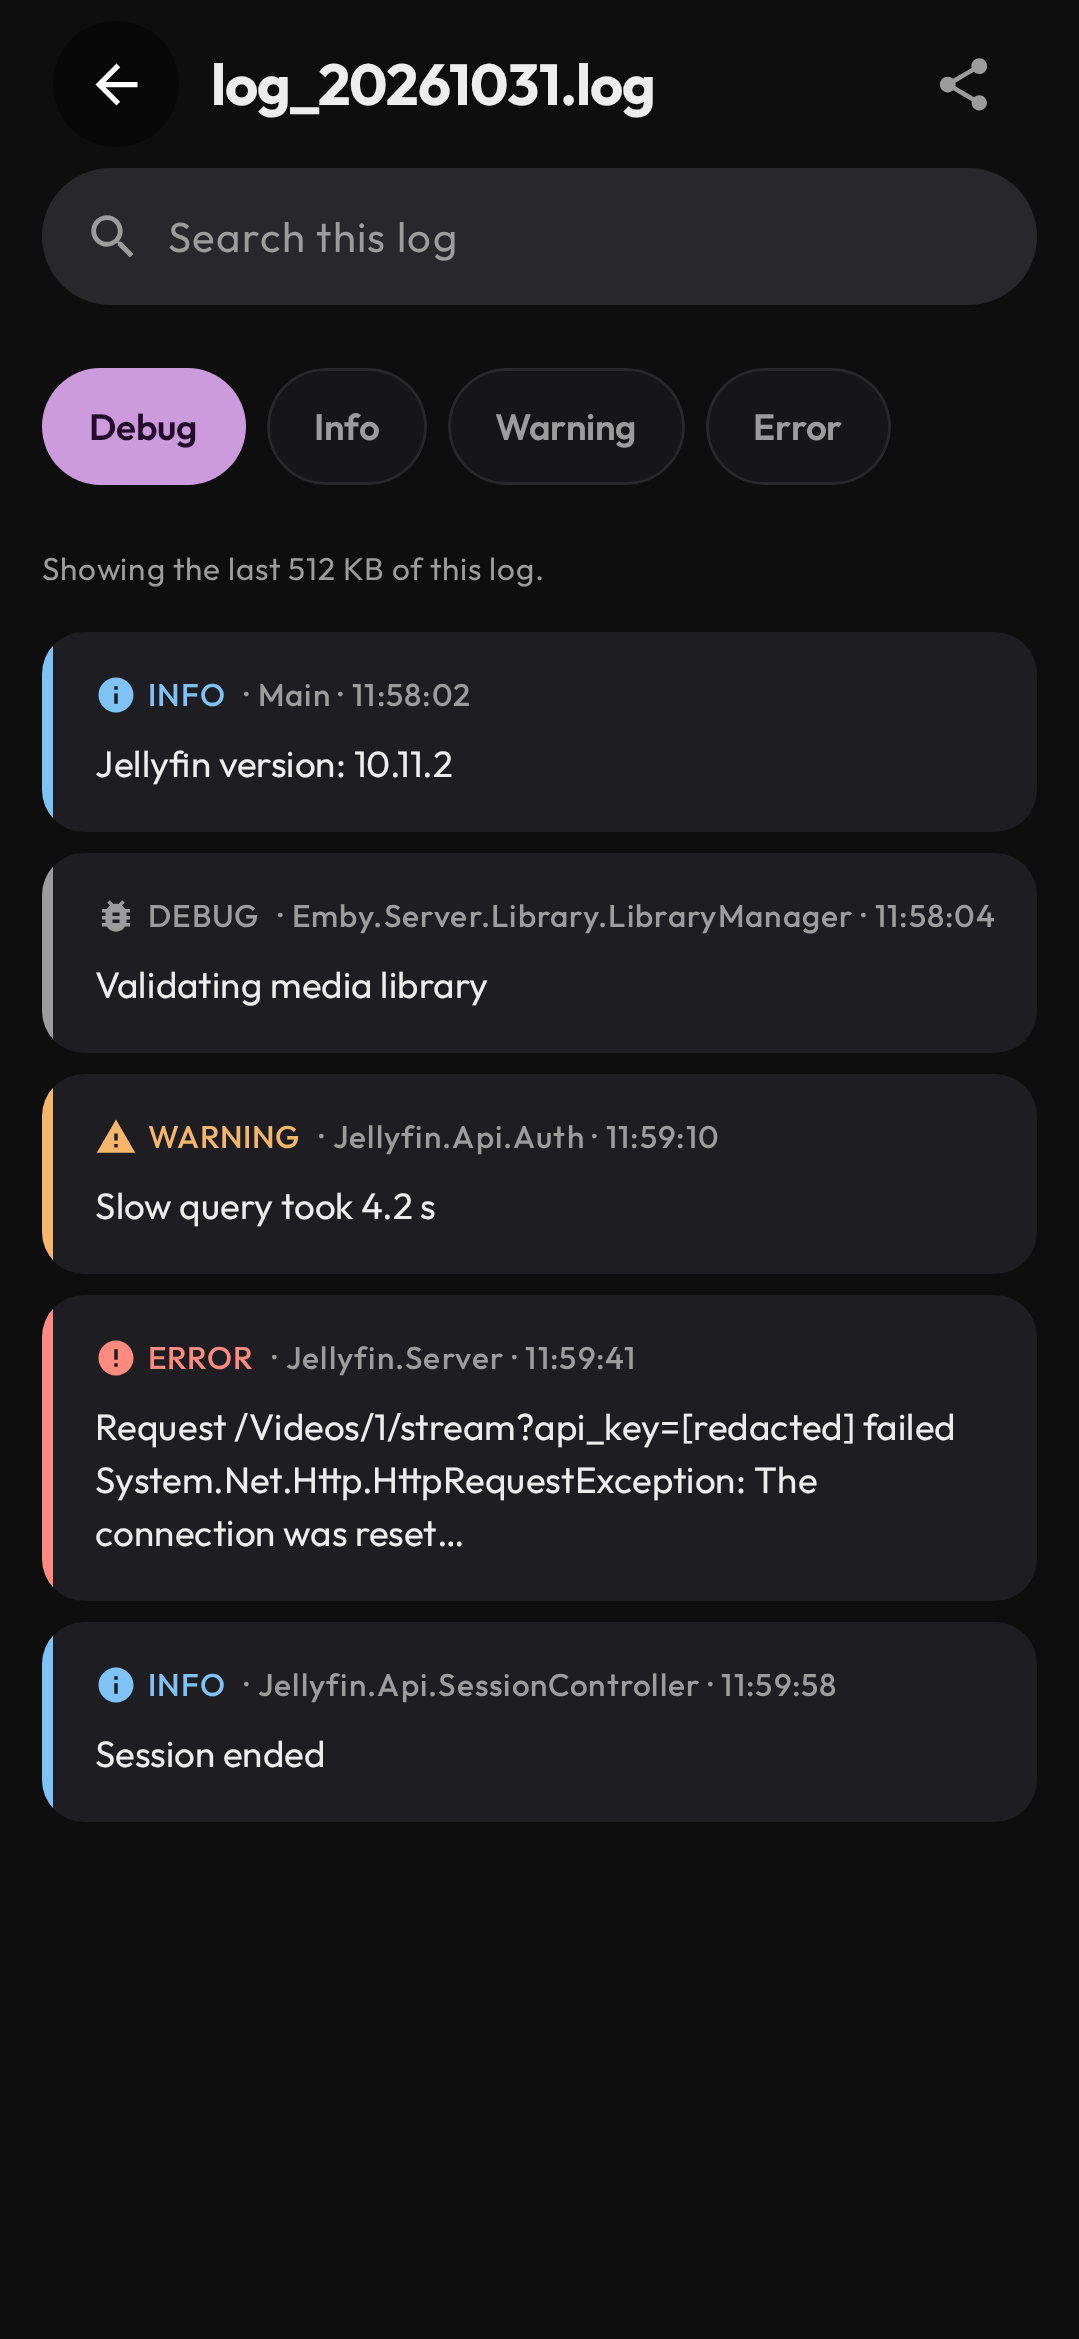 log_20261031.log
Search this log
Debug Info Warning Error
Showing the last 512 KB of this log.
INFO · Main · 11:58:02
Jellyfin version: 10.11.2
DEBUG · Emby.Server.Library.LibraryManager · 11:58:04
Validating media library
WARNING · Jellyfin.Api.Auth · 11:59:10
Slow query took 4.2 s
ERROR · Jellyfin.Server · 11:59:41
Request /Videos/1/stream?api_key=[redacted] failed
System.Net.Http.HttpRequestException: The
connection was reset…
INFO · Jellyfin.Api.SessionController · 11:59:58
Session ended